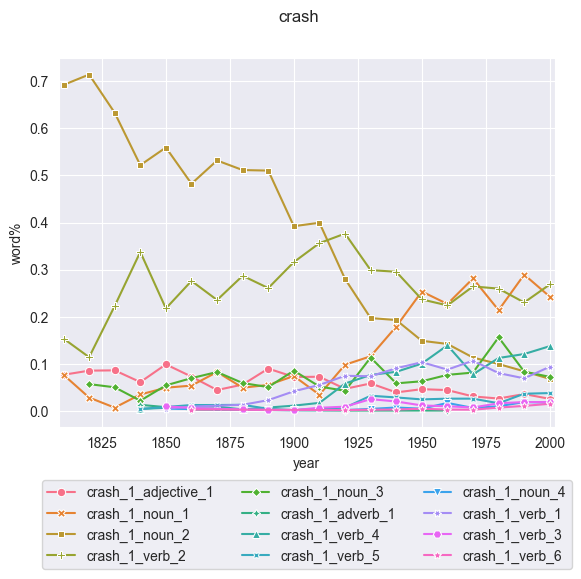 crash
0.7
0.6
0.5
0.4
0.3
0.2
0.1
0.0
word%
1825 1850 1875 1900 1925 1950 1975 2000
year
crash_1_adjective_1 crash_1_noun_3 crash_1_noun_4
crash_1_noun_1 crash_1_adverb_1 crash_1_verb_1
crash_1_noun_2 crash_1_verb_4 crash_1_verb_3
crash_1_verb_2 crash_1_verb_5 crash_1_verb_6